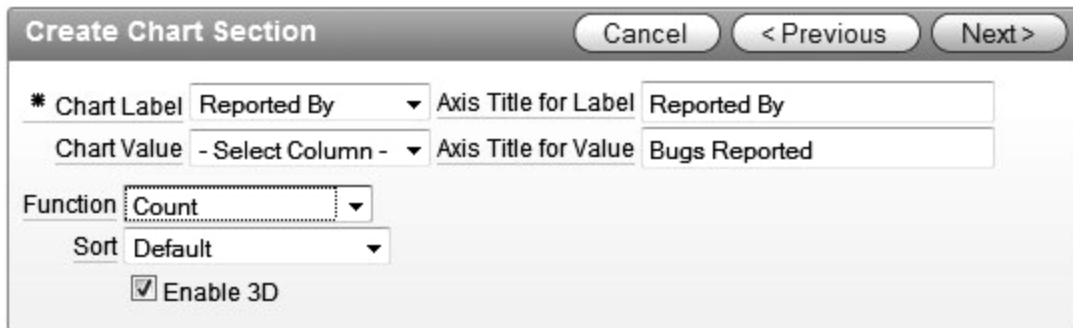 Create Chart Section Cancel < Previous Next >
* Chart Label Reported By Axis Title for Label Reported By
Chart Value - Select Column - Axis Title for Value Bugs Reported
Function Count
Sort Default
Enable 3D